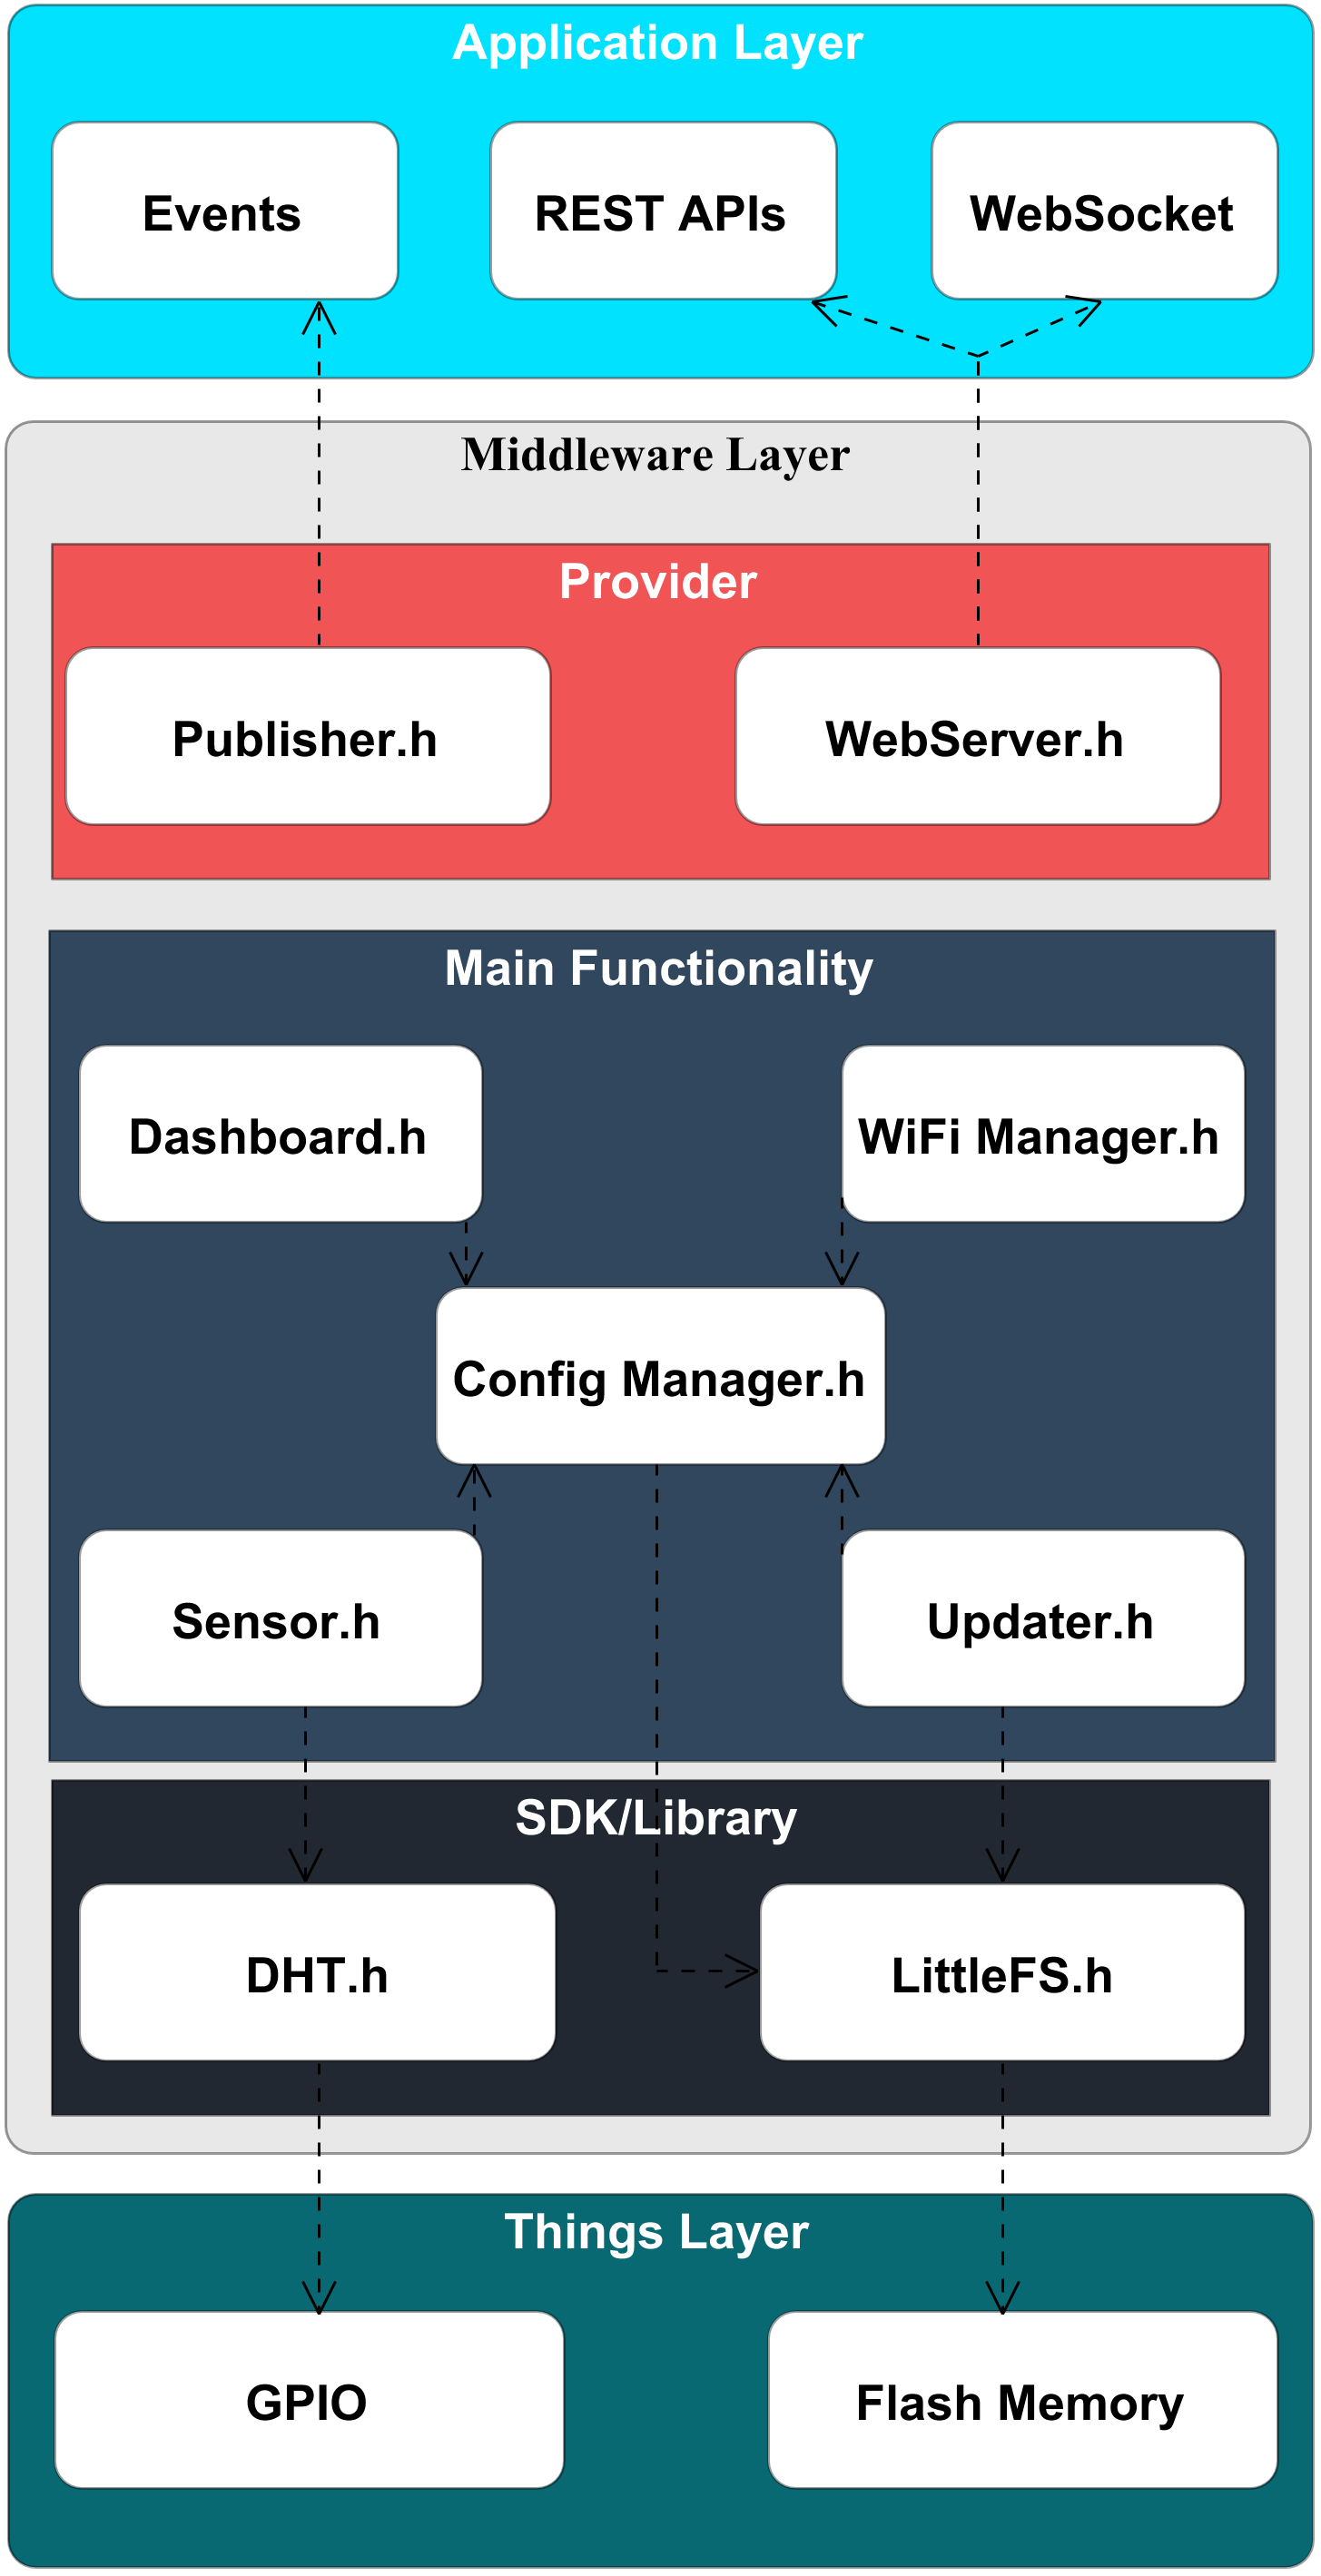 Application Layer
Events
REST APIs
WebSocket
Middleware Layer
Provider
Publisher.h
WebServer.h
Main Functionality
Dashboard.h
WiFi Manager.h
Config Manager.h
Sensor.h
Updater.h
SDK/Library
DHT.h
LittleFS.h
Things Layer
GPIO
Flash Memory